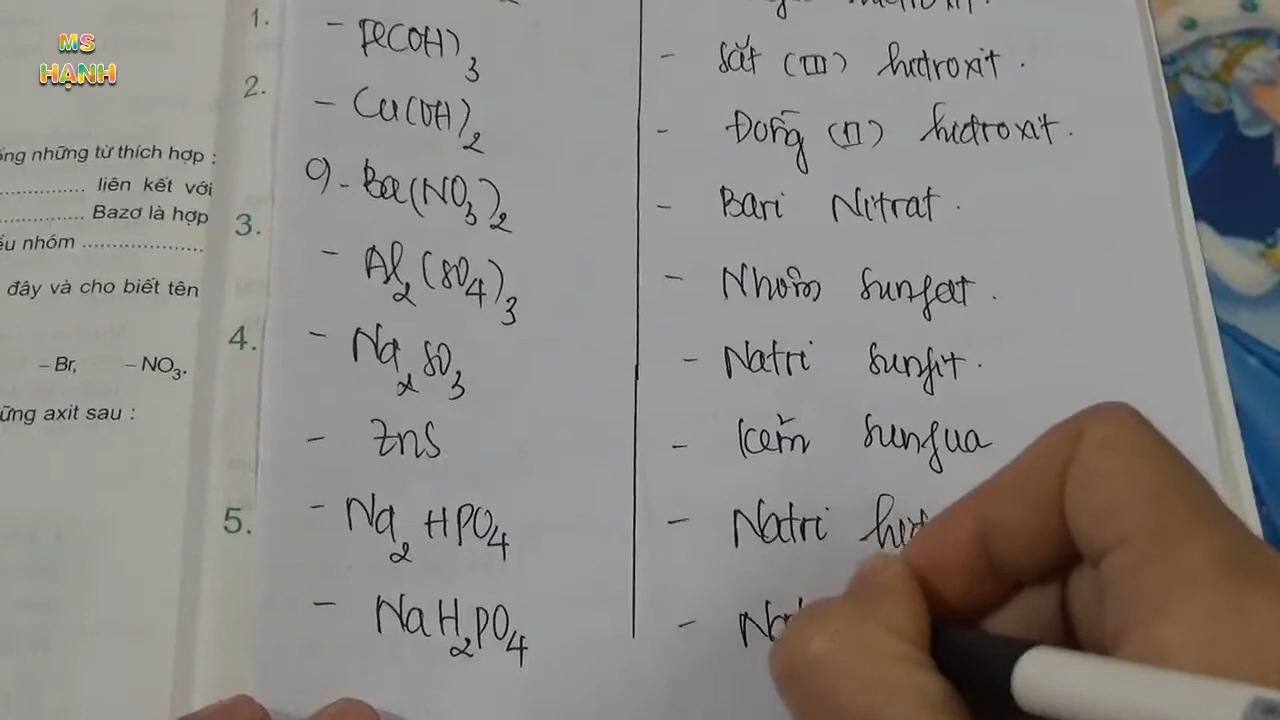 MS
HẠNH
1.
- Fe(OH)3
- Sắt (III) hidroxit.
2.
- Cu(OH)2
- Đồng (II) hidroxit.
ống những từ thích hợp :
.............. liên kết với
.............. Bazơ là hợp
ều nhóm ....................
3.
c) - Ba(NO3)2
- Bari Nitrat.
- Al2(SO4)3
- Nhôm sunfat.
đây và cho biết tên
4.
- Na2SO3
- Natri sunfit.
– Br, – NO3.
ững axit sau :
- ZnS
- Kẽm sunfua
5.
- Na2HPO4
- Natri
- NaH2PO4
-